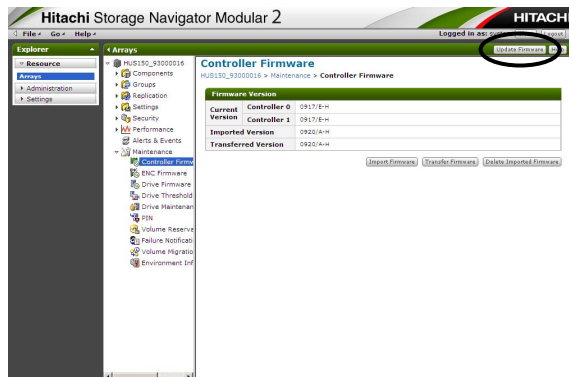 Hitachi Storage Navigator Modular 2
HITACHI
File Go Help
Logged in as: Logout
Explorer
Arrays
Update Firmware
Resource
Arrays
Administration
Settings
HUS150_93000016
Components
Groups
Replication
Settings
Security
Performance
Alerts & Events
Maintenance
Controller Firmw
ENC Firmware
Drive Firmware
Drive Threshold
Drive Maintenan
PIN
Volume Reserve
Failure Notificati
Volume Migratio
Environment Inf
Controller Firmware
HUS150_93000016 > Maintenance > Controller Firmware
Firmware Version
Current Version Controller 0 0917/E-H
Controller 1 0917/E-H
Imported Version 0920/A-H
Transferred Version 0920/A-H
Import Firmware Transfer Firmware Delete Imported Firmware